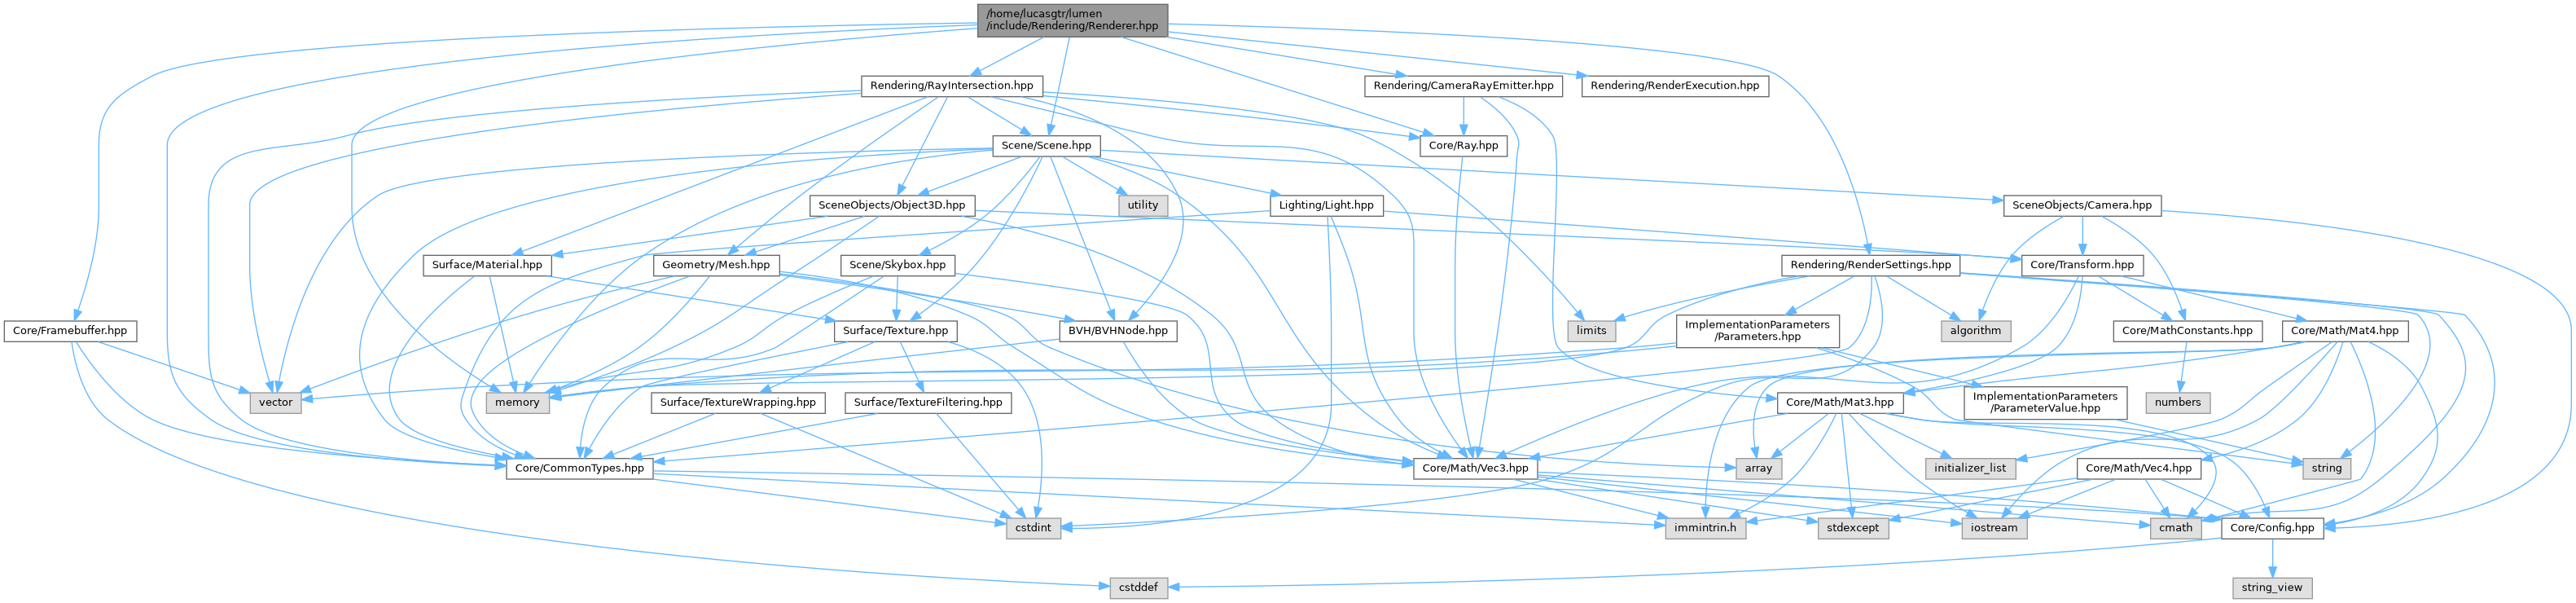 /home/lucasgtr/lumen
/include/Rendering/Renderer.hpp
Rendering/RayIntersection.hpp
Rendering/CameraRayEmitter.hpp
Rendering/RenderExecution.hpp
Scene/Scene.hpp
Core/Ray.hpp
SceneObjects/Object3D.hpp
utility
Lighting/Light.hpp
SceneObjects/Camera.hpp
Surface/Material.hpp
Geometry/Mesh.hpp
Scene/Skybox.hpp
Rendering/RenderSettings.hpp
Core/Transform.hpp
Core/Framebuffer.hpp
Surface/Texture.hpp
BVH/BVHNode.hpp
limits
ImplementationParameters
/Parameters.hpp
algorithm
Core/MathConstants.hpp
Core/Math/Mat4.hpp
vector
memory
Surface/TextureWrapping.hpp
Surface/TextureFiltering.hpp
Core/Math/Mat3.hpp
ImplementationParameters
/ParameterValue.hpp
numbers
Core/CommonTypes.hpp
Core/Math/Vec3.hpp
array
initializer_list
Core/Math/Vec4.hpp
string
cstdint
immintrin.h
stdexcept
iostream
cmath
Core/Config.hpp
cstddef
string_view